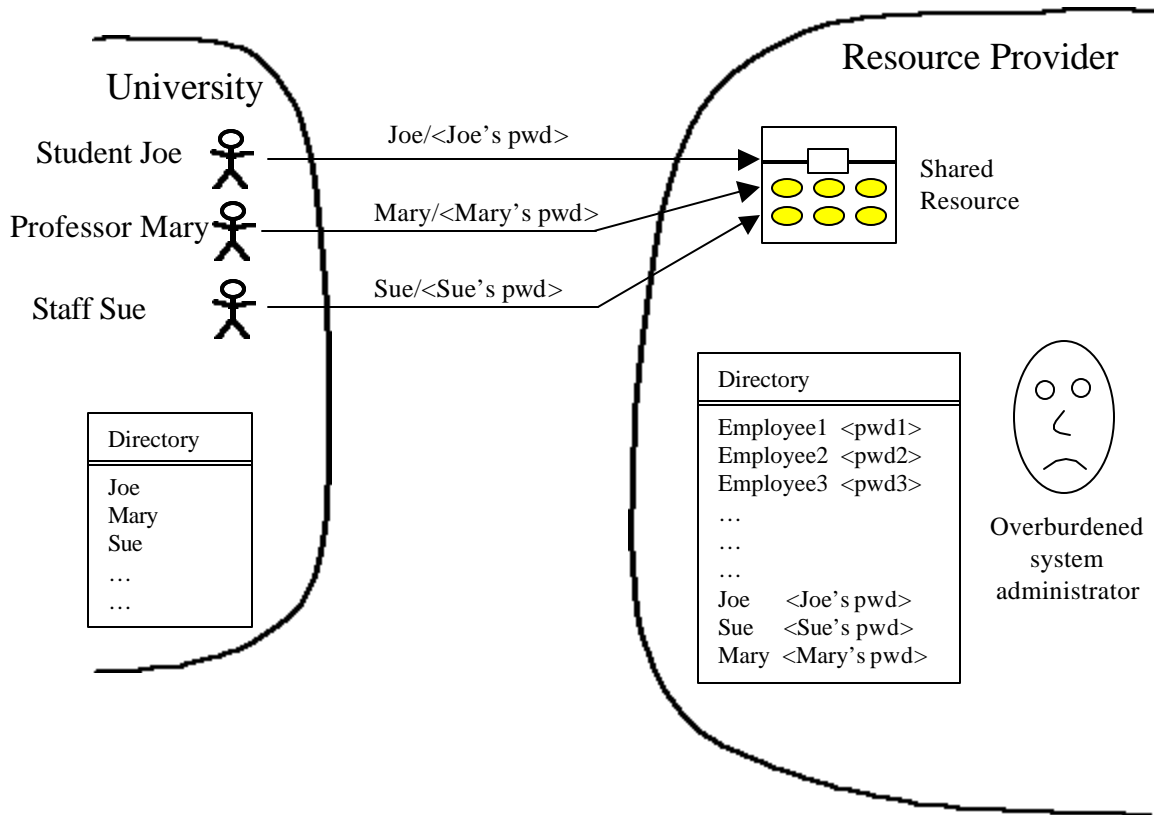 University
Student Joe
Professor Mary
Staff Sue
Joe/<Joe’s pwd>
Mary/<Mary’s pwd>
Sue/<Sue’s pwd>
Directory
Joe
Mary
Sue
…
…
Resource Provider
Shared
Resource
Directory
Employee1 <pwd1>
Employee2 <pwd2>
Employee3 <pwd3>
…
…
…
Joe <Joe’s pwd>
Sue <Sue’s pwd>
Mary <Mary’s pwd>
Overburdened
system
administrator